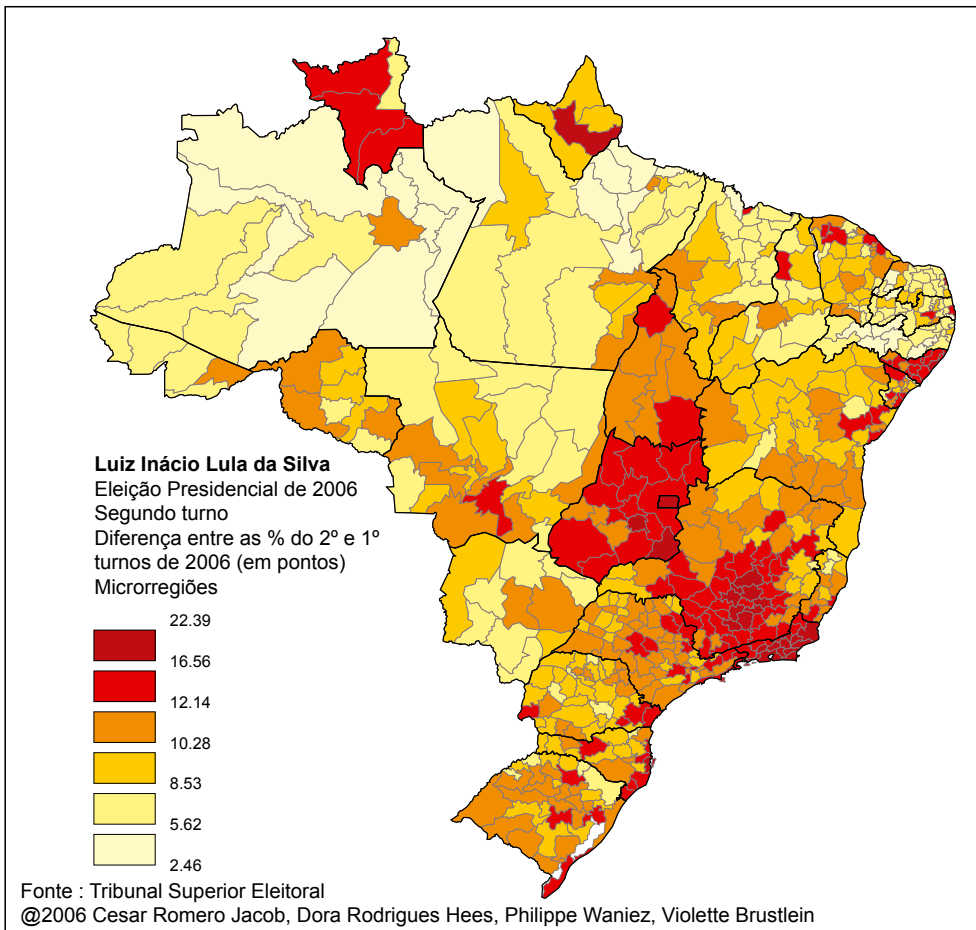 Luiz Inácio Lula da Silva
Eleição Presidencial de 2006
Segundo turno
Diferença entre as % do 2º e 1º
turnos de 2006 (em pontos)
Microrregiões
22.39
16.56
12.14
10.28
8.53
5.62
2.46
Fonte : Tribunal Superior Eleitoral
@2006 Cesar Romero Jacob, Dora Rodrigues Hees, Philippe Waniez, Violette Brustlein